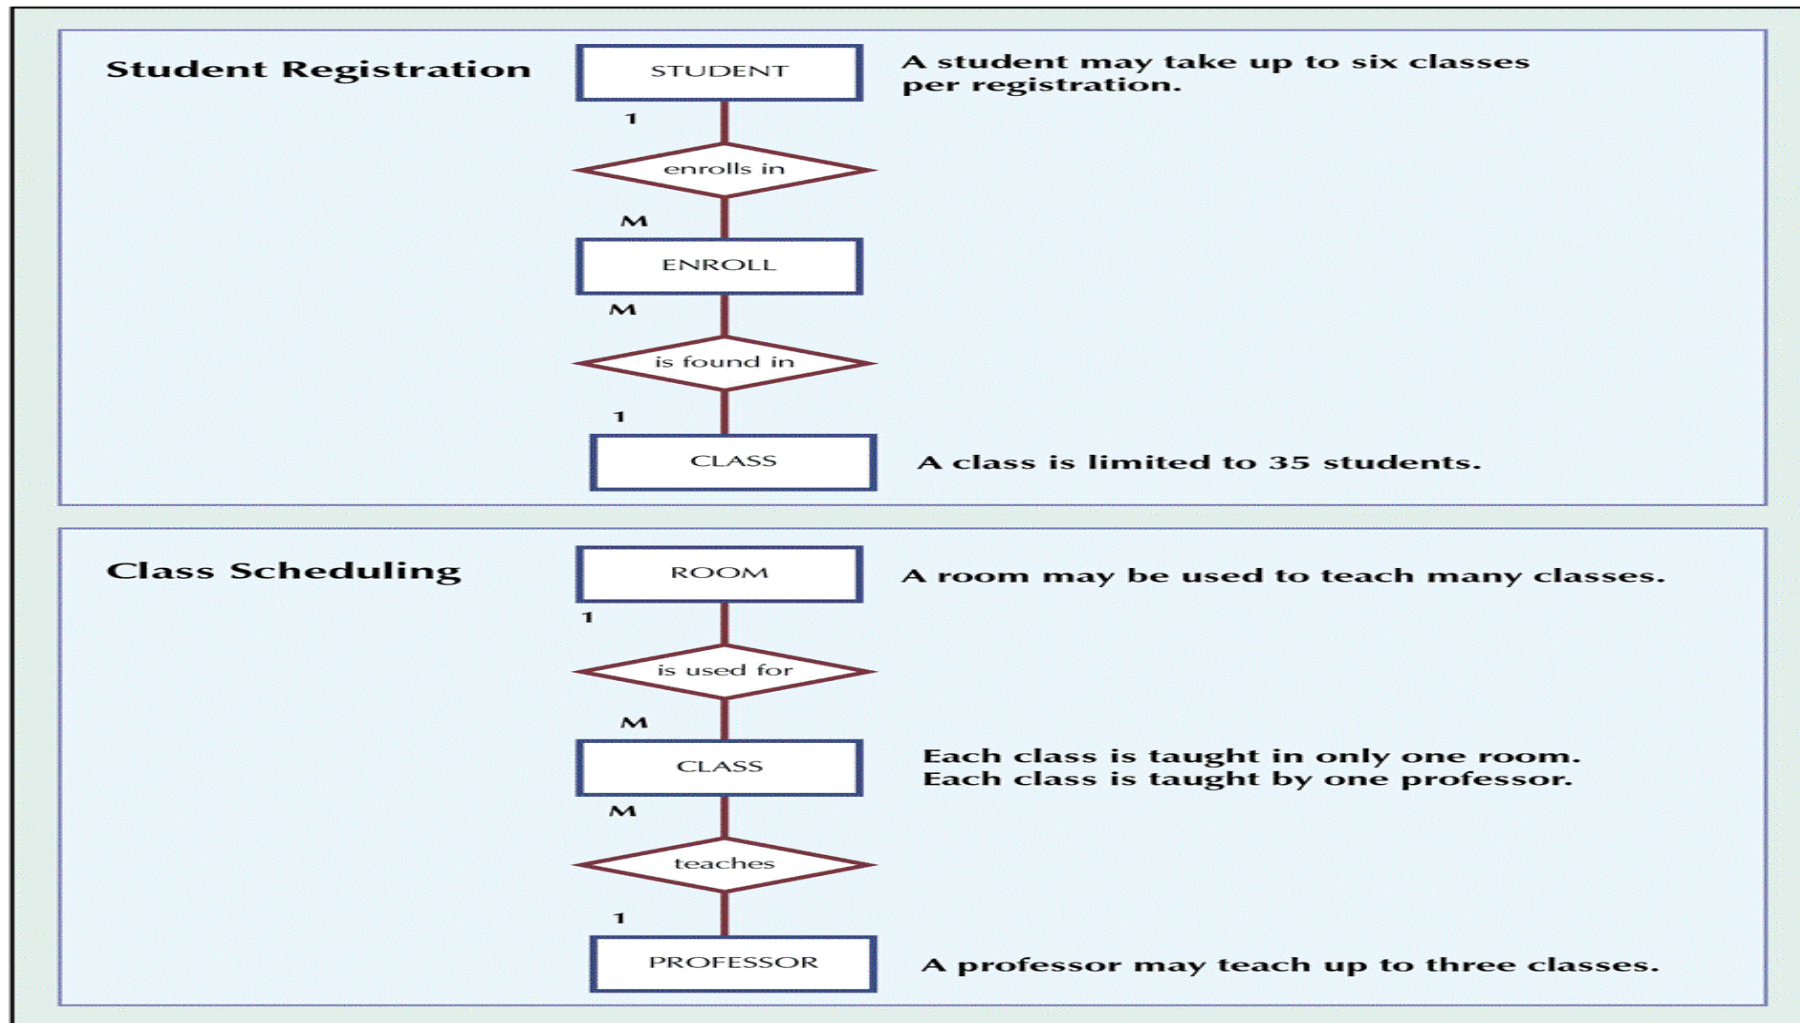 Student Registration
STUDENT
A student may take up to six classes
per registration.
1
enrolls in
M
ENROLL
M
is found in
1
CLASS
A class is limited to 35 students.
Class Scheduling
ROOM
A room may be used to teach many classes.
1
is used for
M
CLASS
Each class is taught in only one room.
Each class is taught by one professor.
M
teaches
1
PROFESSOR
A professor may teach up to three classes.